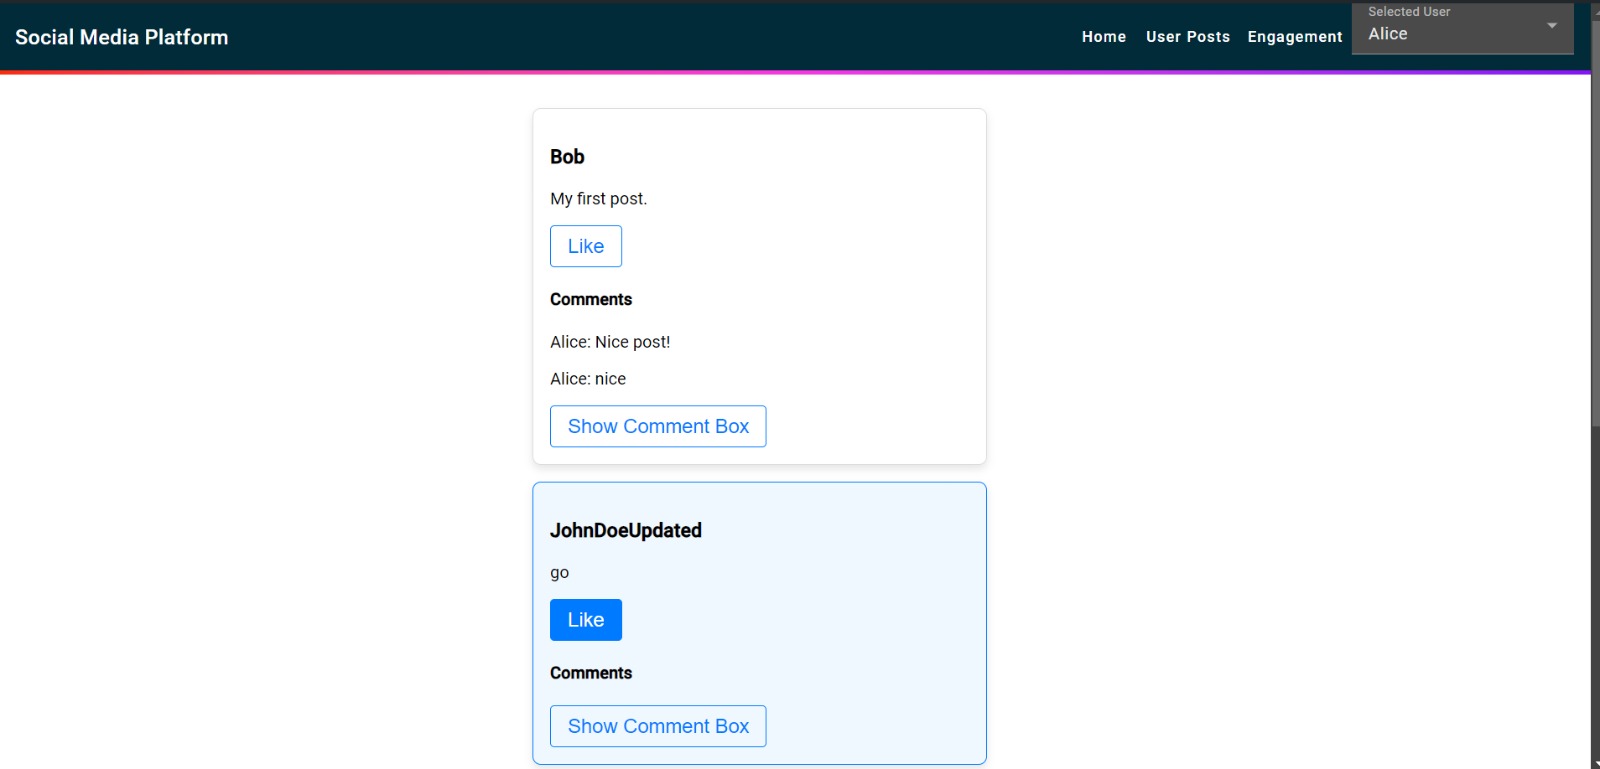 Social Media Platform
Home
User Posts
Engagement
Selected User
Alice
Bob
My first post.
Like
Comments
Alice: Nice post!
Alice: nice
Show Comment Box
JohnDoeUpdated
go
Like
Comments
Show Comment Box